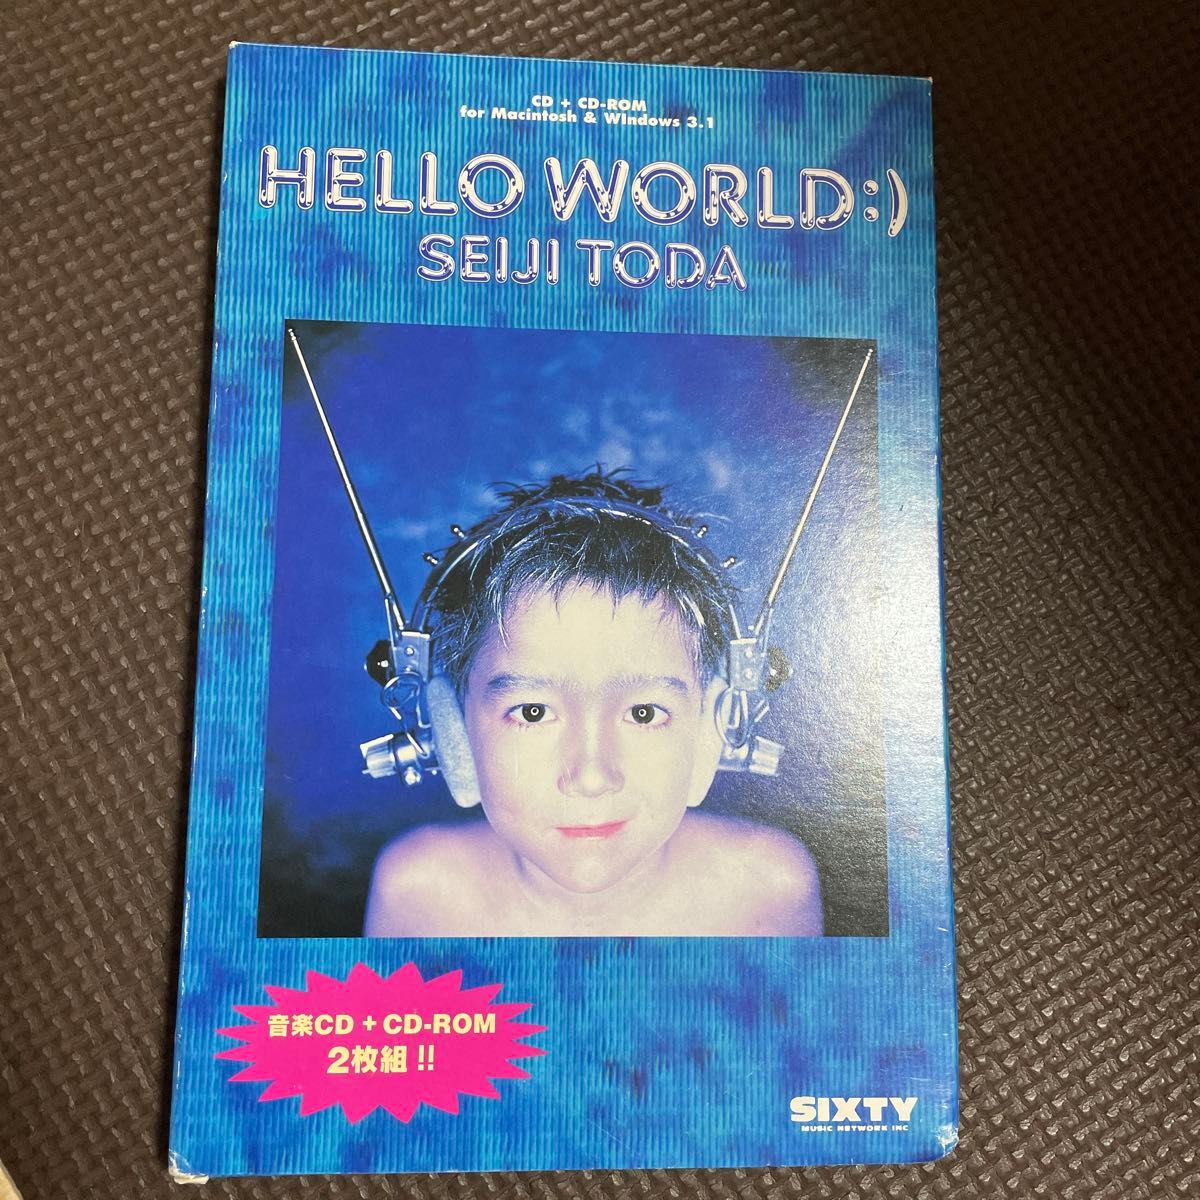 CD + CD-ROM
for Macintosh & Windows 3.1
HELLO WORLD:)
SEIJI TODA
音楽CD + CD-ROM
2枚組!!
SIXTY
MUSIC NETWORK INC